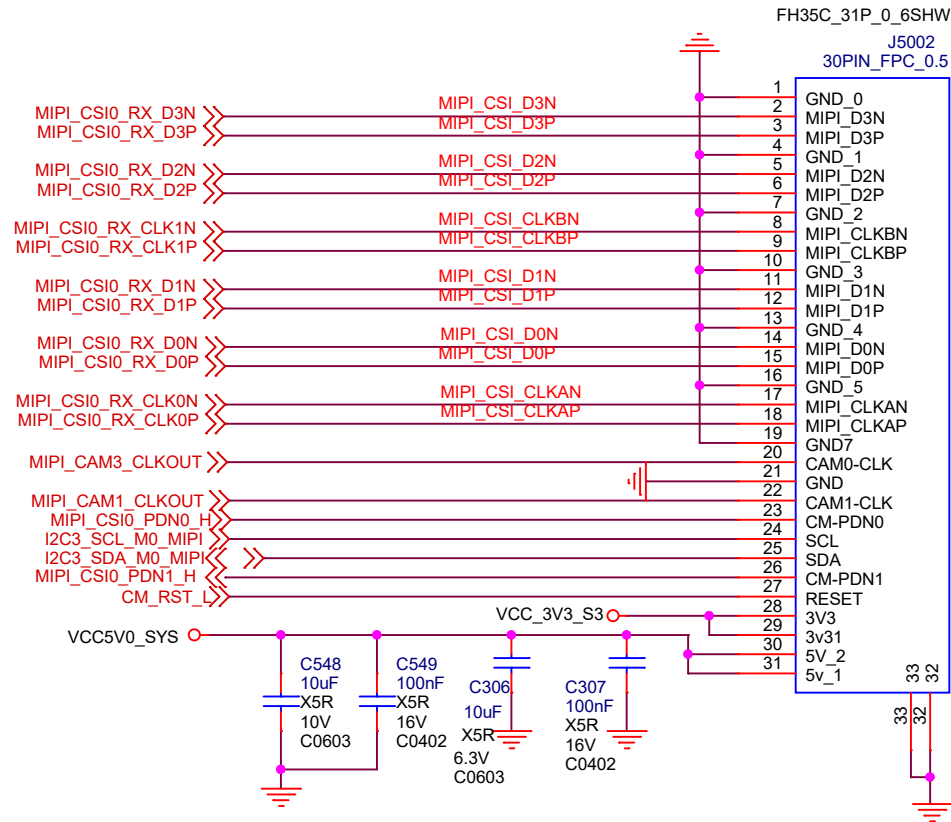 FH35C_31P_0_6SHW
J5002
30PIN_FPC_0.5
MIPI_CSI0_RX_D3N
MIPI_CSI0_RX_D3P
MIPI_CSI0_RX_D2N
MIPI_CSI0_RX_D2P
MIPI_CSI0_RX_CLK1N
MIPI_CSI0_RX_CLK1P
MIPI_CSI0_RX_D1N
MIPI_CSI0_RX_D1P
MIPI_CSI0_RX_D0N
MIPI_CSI0_RX_D0P
MIPI_CSI0_RX_CLK0N
MIPI_CSI0_RX_CLK0P
MIPI_CAM3_CLKOUT
MIPI_CAM1_CLKOUT
MIPI_CSI0_PDN0_H
I2C3_SCL_M0_MIPI
I2C3_SDA_M0_MIPI
MIPI_CSI0_PDN1_H
CM_RST_L
MIPI_CSI_D3N
MIPI_CSI_D3P
MIPI_CSI_D2N
MIPI_CSI_D2P
MIPI_CSI_CLKBN
MIPI_CSI_CLKBP
MIPI_CSI_D1N
MIPI_CSI_D1P
MIPI_CSI_D0N
MIPI_CSI_D0P
MIPI_CSI_CLKAN
MIPI_CSI_CLKAP
1 GND_0
2 MIPI_D3N
3 MIPI_D3P
4 GND_1
5 MIPI_D2N
6 MIPI_D2P
7 GND_2
8 MIPI_CLKBN
9 MIPI_CLKBP
10 GND_3
11 MIPI_D1N
12 MIPI_D1P
13 GND_4
14 MIPI_D0N
15 MIPI_D0P
16 GND_5
17 MIPI_CLKAN
18 MIPI_CLKAP
19 GND7
20 CAM0-CLK
21 GND
22 CAM1-CLK
23 CM-PDN0
24 SCL
25 SDA
26 CM-PDN1
27 RESET
28 3V3
29 3v31
30 5V_2
31 5v_1
33
32
33
32
VCC_3V3_S3
VCC5V0_SYS
C548
10uF
X5R
10V
C0603
C549
100nF
X5R
16V
C0402
C306
10uF
X5R
6.3V
C0603
C307
100nF
X5R
16V
C0402